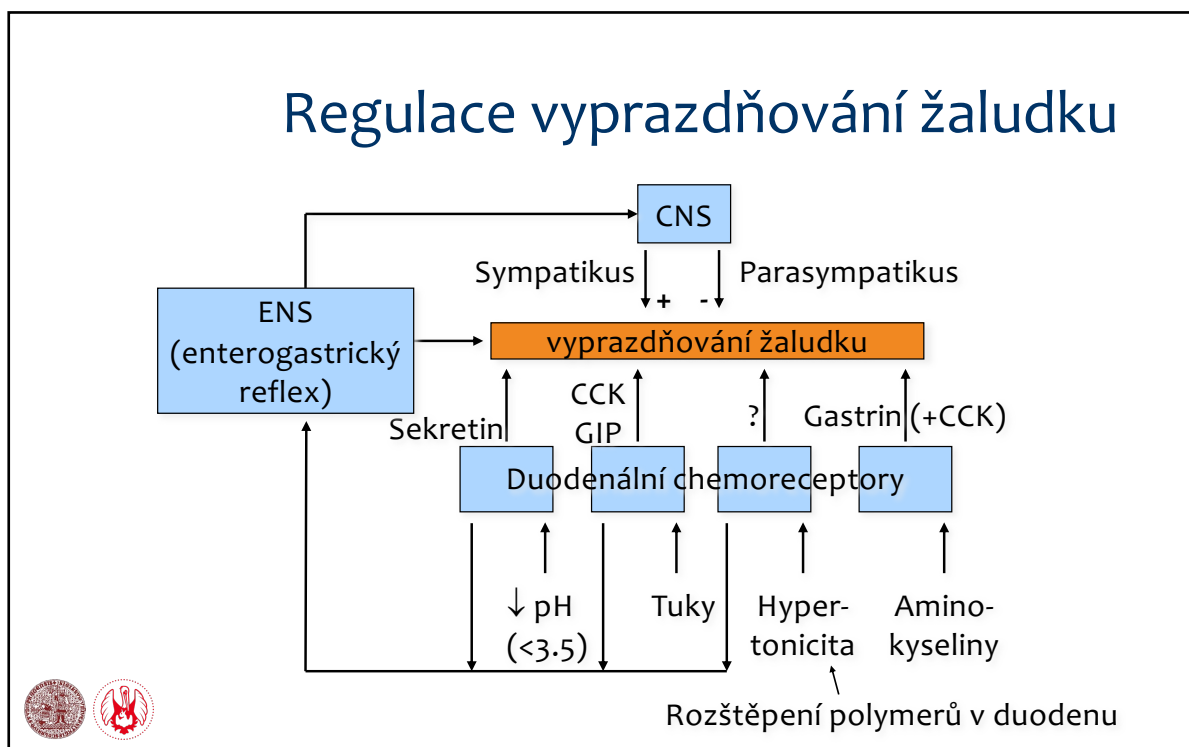 Regulace vyprazdňování žaludku
CNS
Sympatikus
Parasympatikus
+ -
ENS
(enterogastrický
reflex)
vyprazdňování žaludku
Sekretin
CCK
GIP
?
Gastrin (+CCK)
Duodenální chemoreceptory
↓ pH
(<3.5)
Tuky
Hyper-
tonicita
Amino-
kyseliny
Rozštěpení polymerů v duodenu